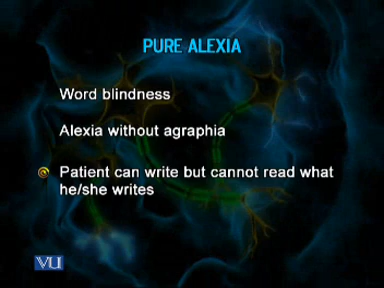 PURE ALEXIA
Word blindness
Alexia without agraphia
Patient can write but cannot read what
he/she writes
VU